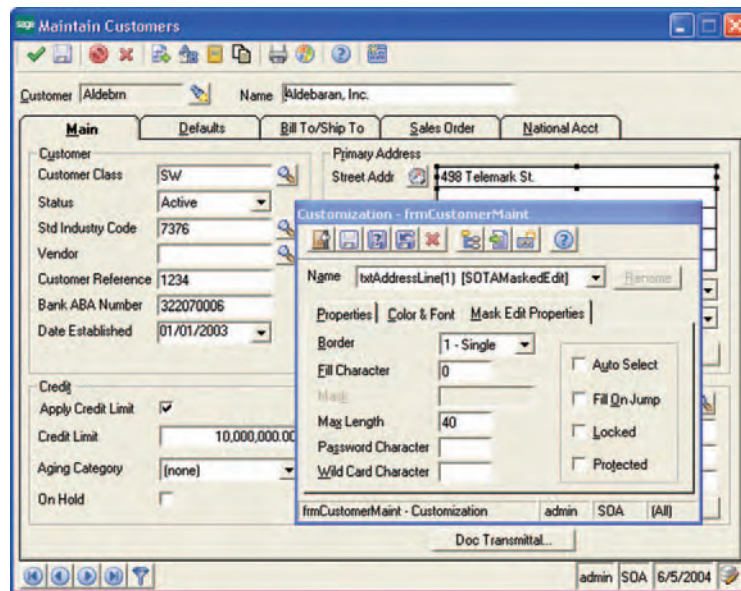 sage Maintain Customers
Customer Aldebrn Name Aldebaran, Inc.
Main Defaults Bill To/Ship To Sales Order National Acct
Customer
Customer Class SW
Status Active
Std Industry Code 7376
Vendor
Customer Reference 1234
Bank ABA Number 322070006
Date Established 01/01/2003
Primary Address
Street Addr 498 Telemark St.
Credit
Apply Credit Limit
Credit Limit 10,000,000.00
Aging Category (none)
On Hold
Customization - frmCustomerMaint
Name txtAddressLine(1) [SOTAMaskedEdit] Rename
Properties Color & Font Mask Edit Properties
Border 1 - Single
Fill Character 0
Mask
Max Length 40
Password Character
Wild Card Character
Auto Select
Fill On Jump
Locked
Protected
frmCustomerMaint - Customization admin SOA (All)
Doc Transmittal...
admin SOA 6/5/2004